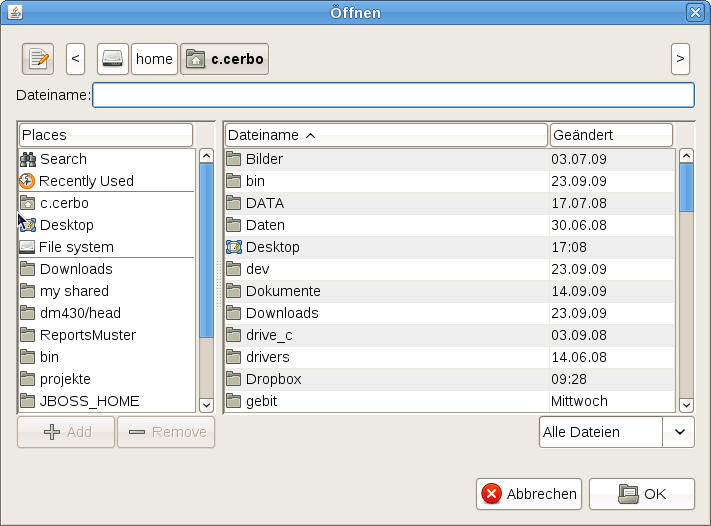 Öffnen
< home c.cerbo >
Dateiname:
Places
Search
Recently Used
c.cerbo
Desktop
File system
Downloads
my shared
dm430/head
ReportsMuster
bin
projekte
JBOSS_HOME
Add Remove
Dateiname Geändert
Bilder 03.07.09
bin 23.09.09
DATA 17.07.08
Daten 30.06.08
Desktop 17:08
dev 23.09.09
Dokumente 14.09.09
Downloads 23.09.09
drive_c 03.09.08
drivers 14.06.08
Dropbox 09:28
gebit Mittwoch
Alle Dateien
Abbrechen OK